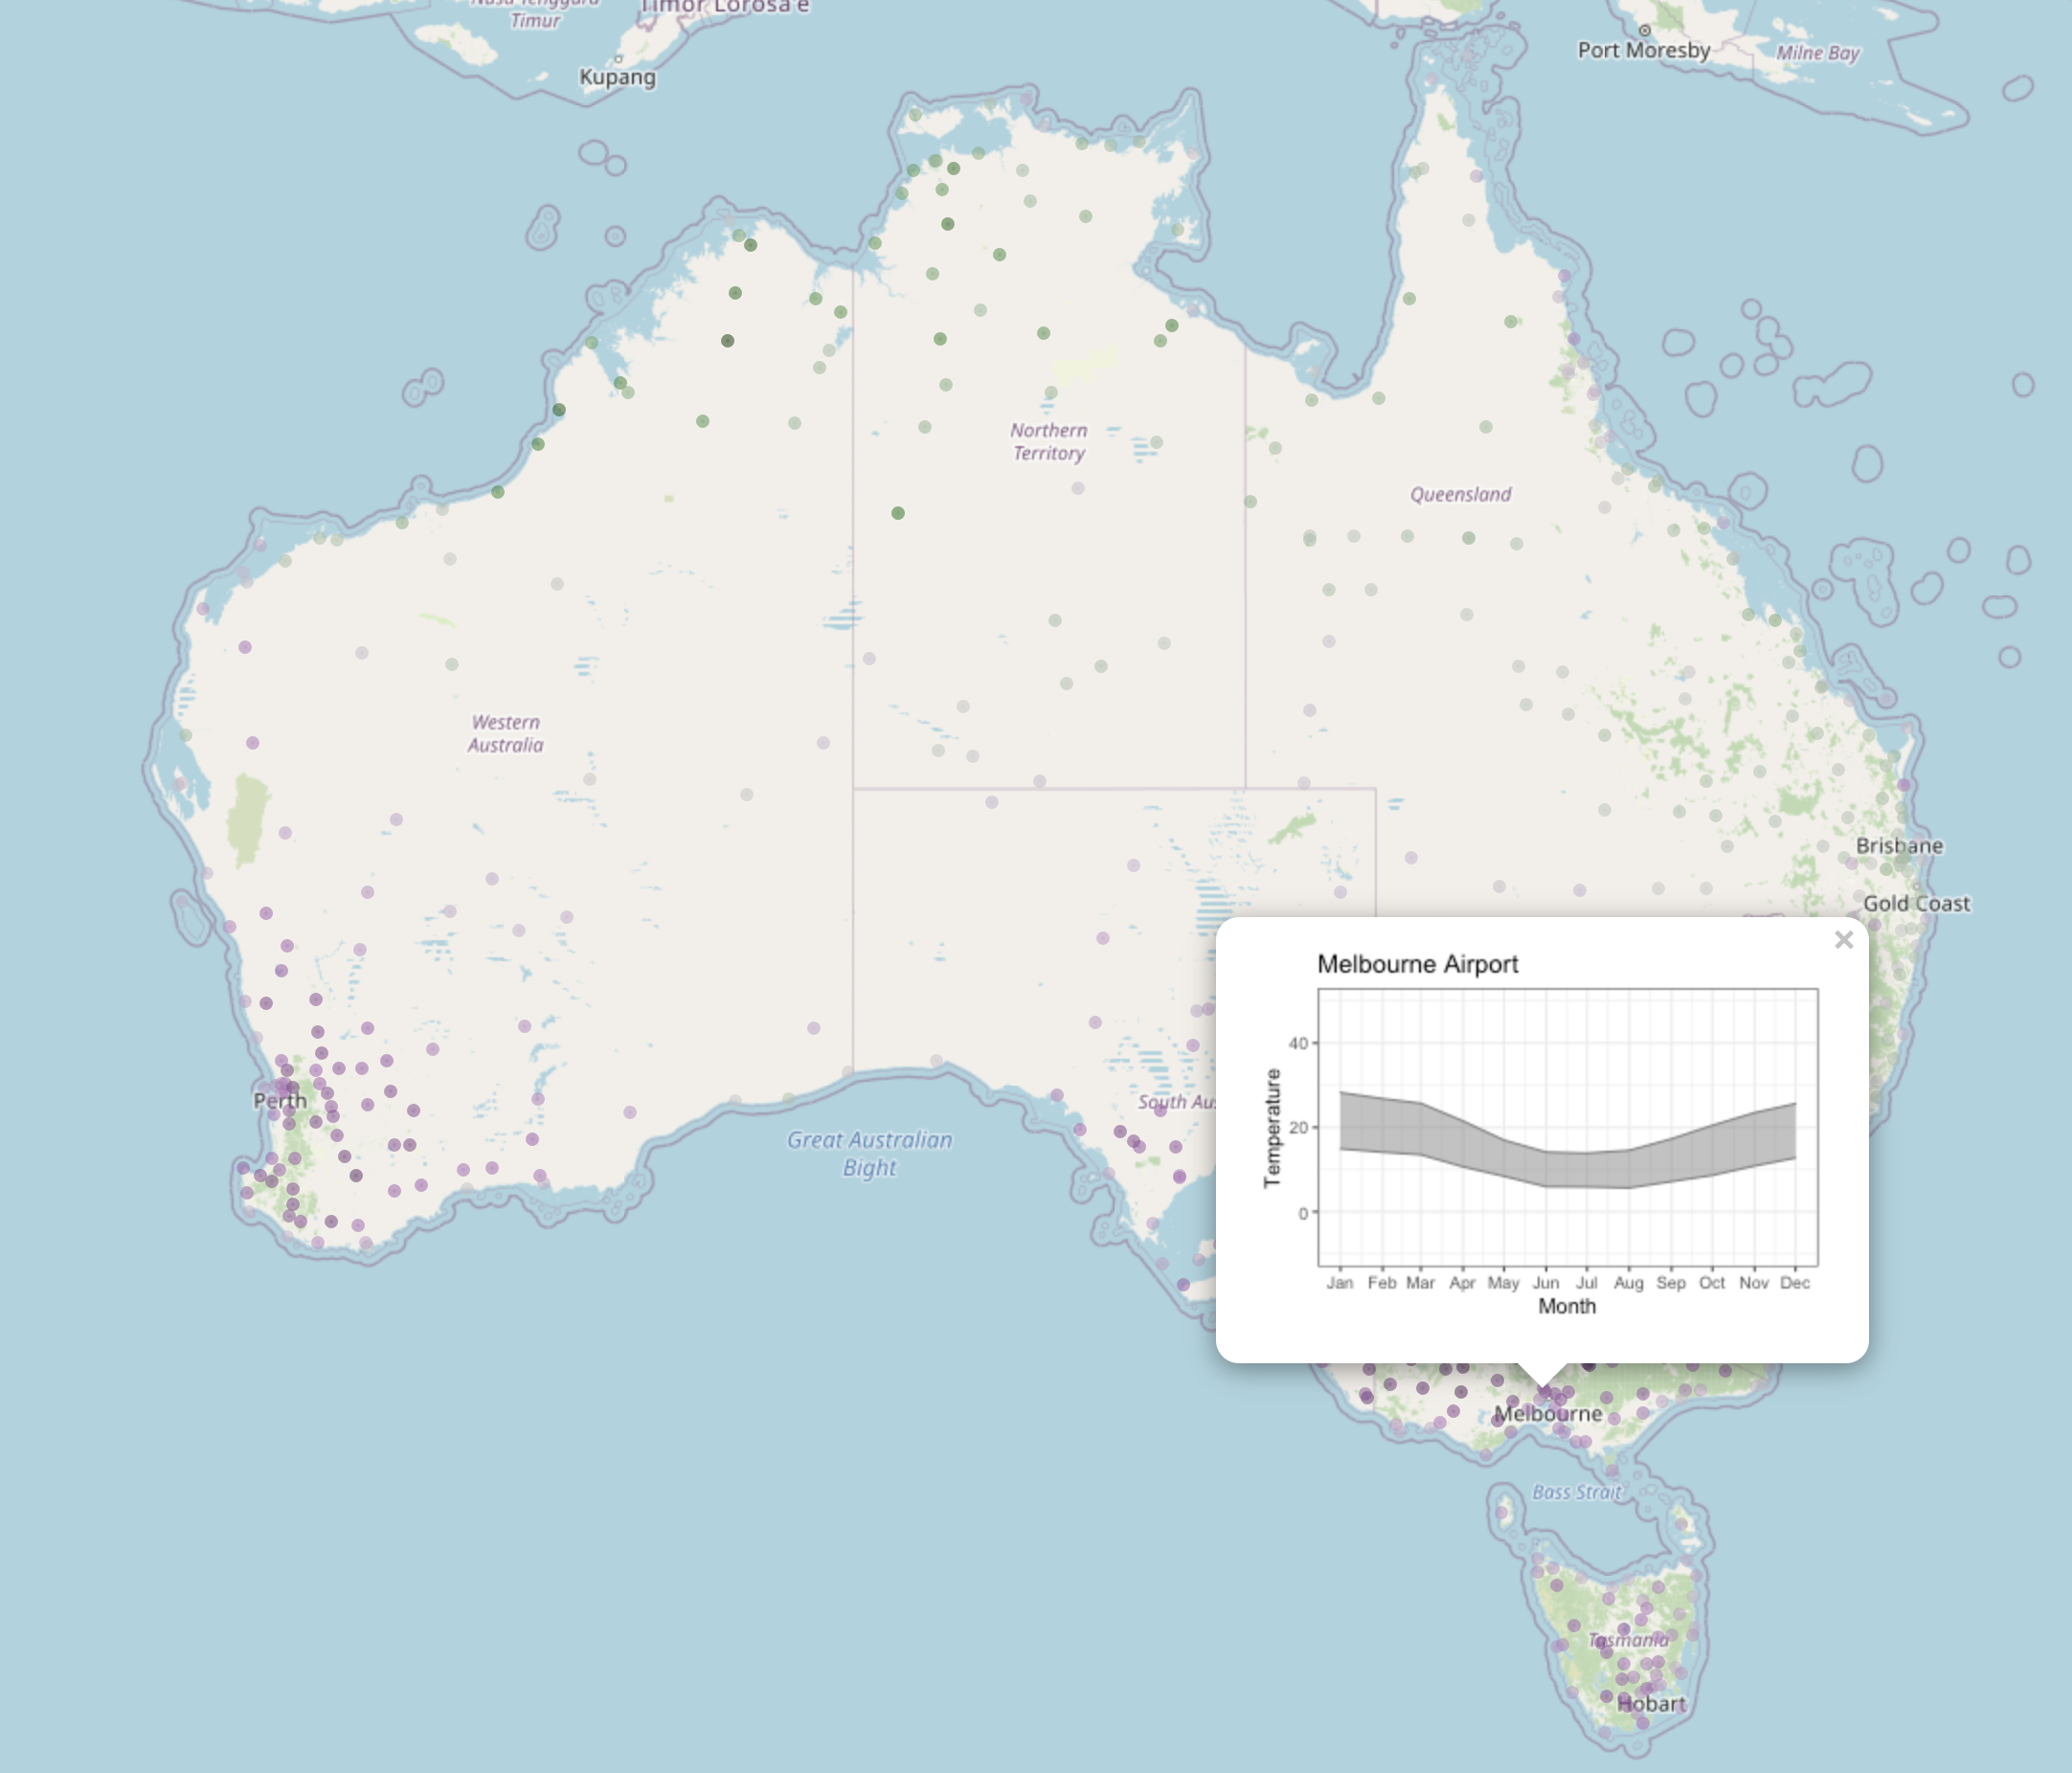 Nusa Tenggara
Timur
Timor Lorosa'e
Kupang
Port Moresby
Milne Bay
Northern
Territory
Queensland
Western
Australia
Brisbane
Gold Coast
Perth
South Aus
Great Australian
Bight
×
Melbourne Airport
Temperature
40
20
0
Jan Feb Mar Apr May Jun Jul Aug Sep Oct Nov Dec
Month
Melbourne
Bass Strait
Tasmania
Hobart